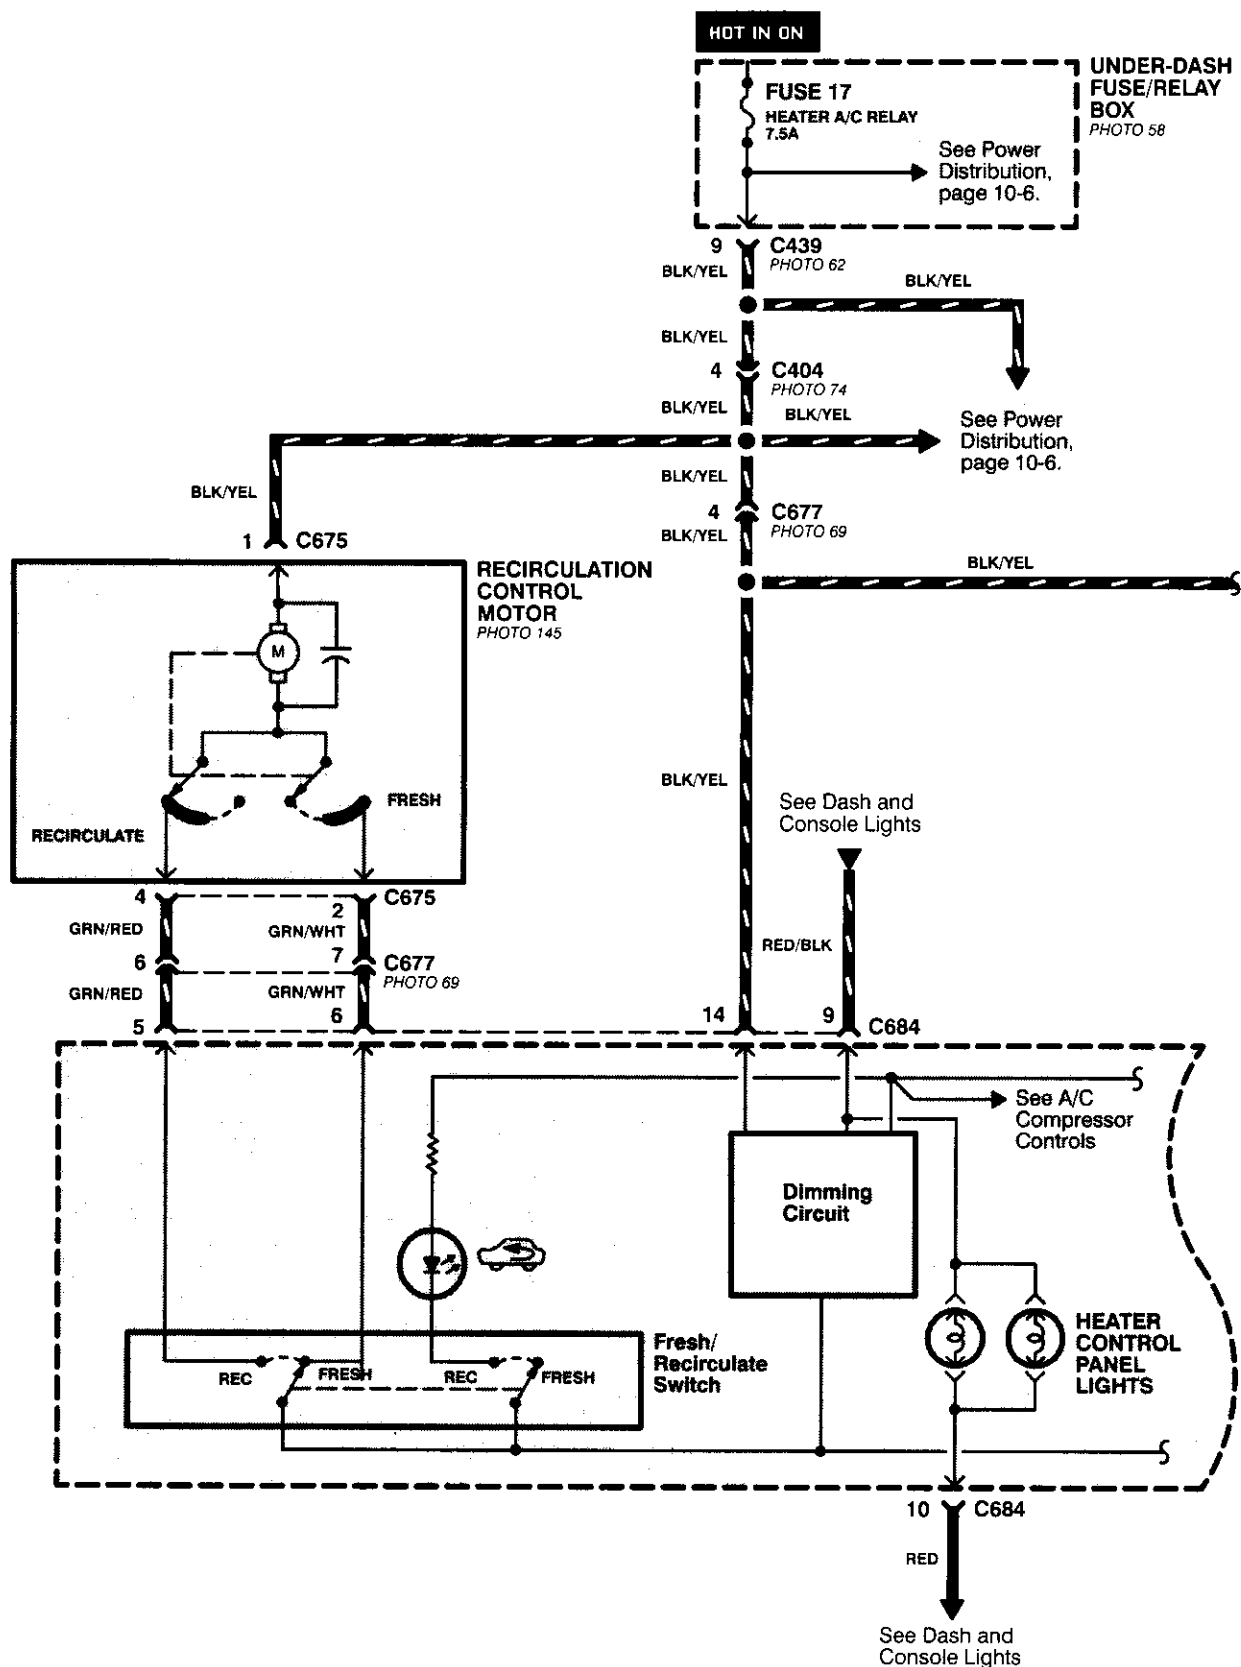 HOT IN ON
UNDER-DASH
FUSE/RELAY
BOX
PHOTO 58
FUSE 17
HEATER A/C RELAY
7.5A
See Power
Distribution,
page 10-6.
9
C439
PHOTO 62
BLK/YEL
BLK/YEL
BLK/YEL
4
C404
PHOTO 74
BLK/YEL
BLK/YEL
See Power
Distribution,
page 10-6.
BLK/YEL
BLK/YEL
4
C677
PHOTO 69
BLK/YEL
1
C675
BLK/YEL
RECIRCULATION
CONTROL
MOTOR
PHOTO 145
M
FRESH
RECIRCULATE
BLK/YEL
See Dash and
Console Lights
4
2
C675
GRN/RED
GRN/WHT
RED/BLK
6
7
C677
PHOTO 69
GRN/RED
GRN/WHT
5
6
14
9
C684
See A/C
Compressor
Controls
Dimming
Circuit
HEATER
CONTROL
PANEL
LIGHTS
Fresh/
Recirculate
Switch
REC
FRESH
REC
FRESH
10
C684
RED
See Dash and
Console Lights